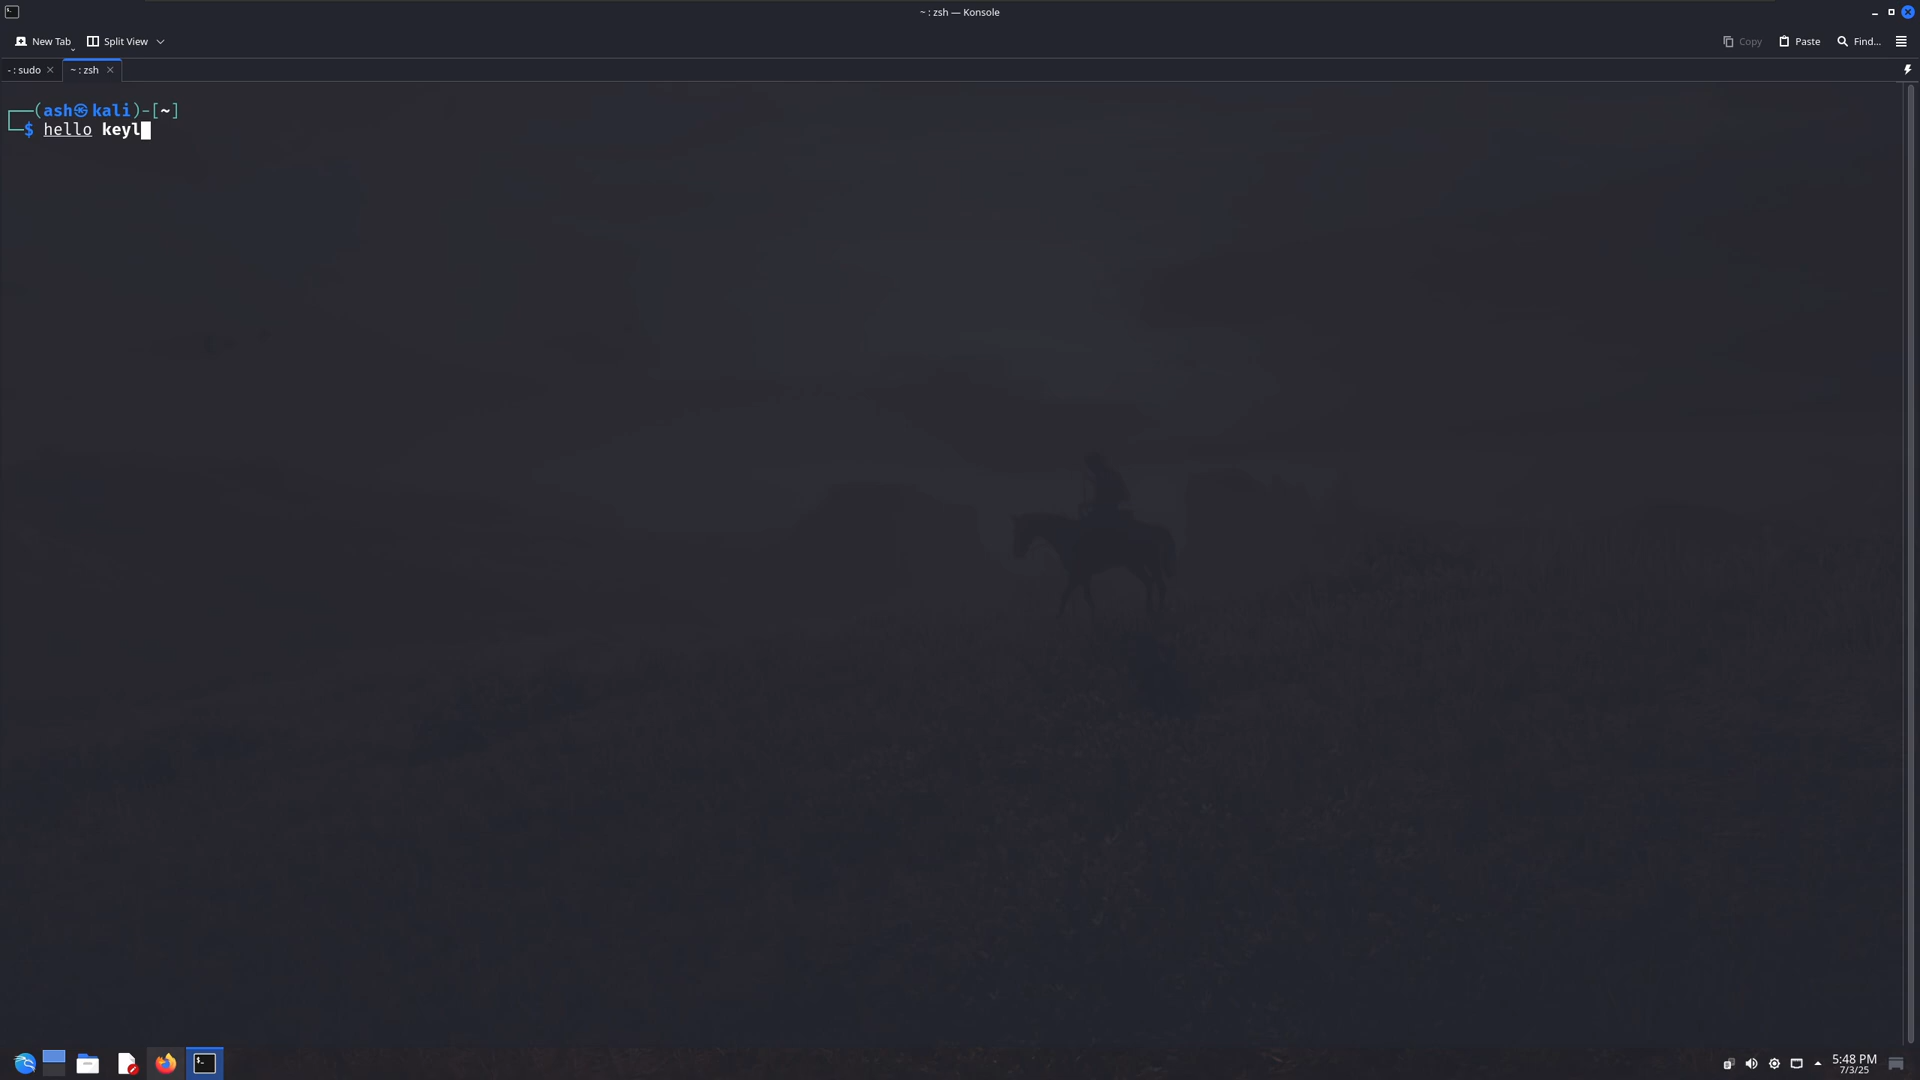 ~ : zsh — Konsole
New Tab Split View Copy Paste Find...
- : sudo ~ : zsh
┌──(ash㉿kali)-[~]
└─$ hello keyl
5:48 PM
7/3/25